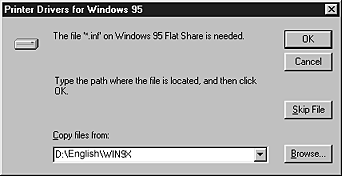 Printer Drivers for Windows 95
The file '*.inf' on Windows 95 Flat Share is needed.
OK
Cancel
Type the path where the file is located, and then click
OK.
Skip File
Copy files from:
D:\English\WIN9X
Browse...